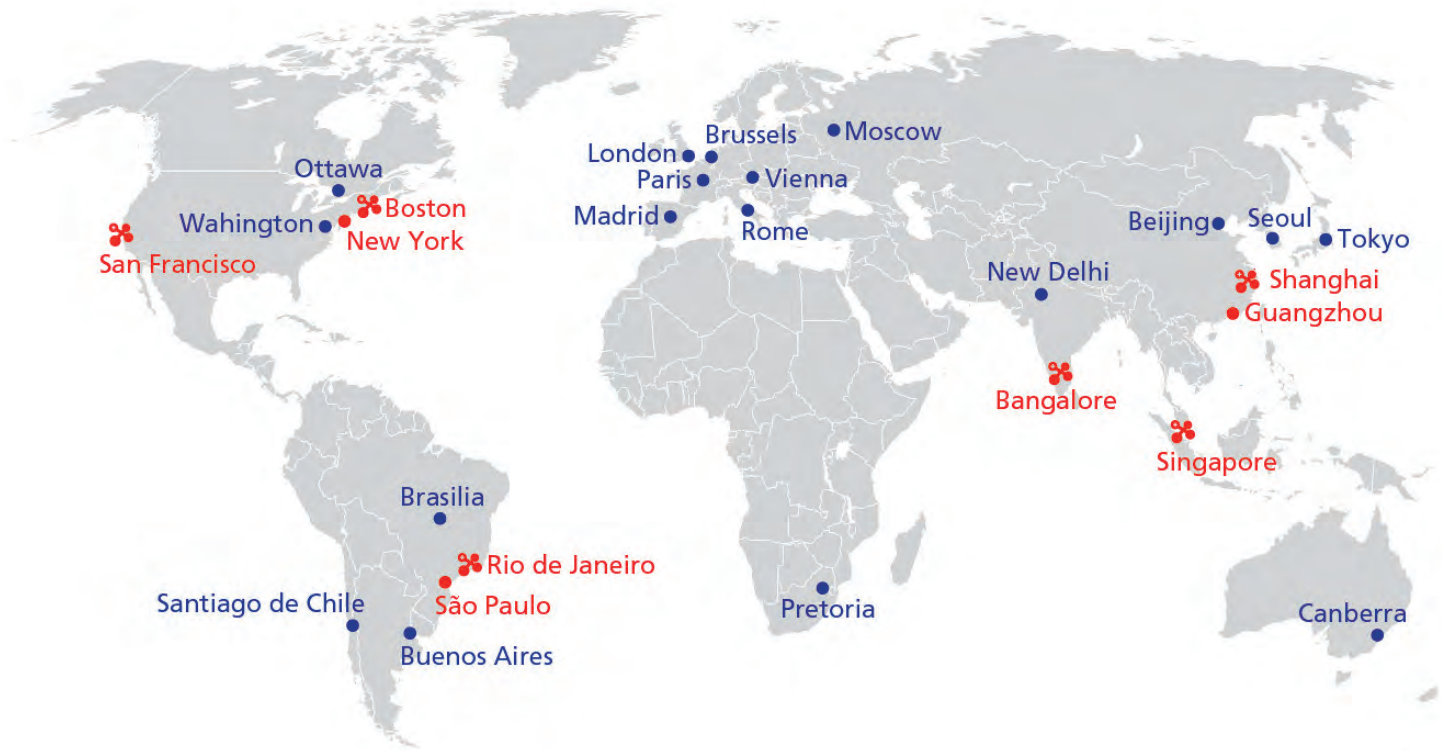 Moscow
Brussels
London
Paris
Vienna
Ottawa
Boston
Madrid
Wahington
New York
Rome
Beijing
Seoul
Tokyo
San Francisco
New Delhi
Shanghai
Guangzhou
Bangalore
Singapore
Brasilia
Rio de Janeiro
Santiago de Chile
São Paulo
Pretoria
Canberra
Buenos Aires